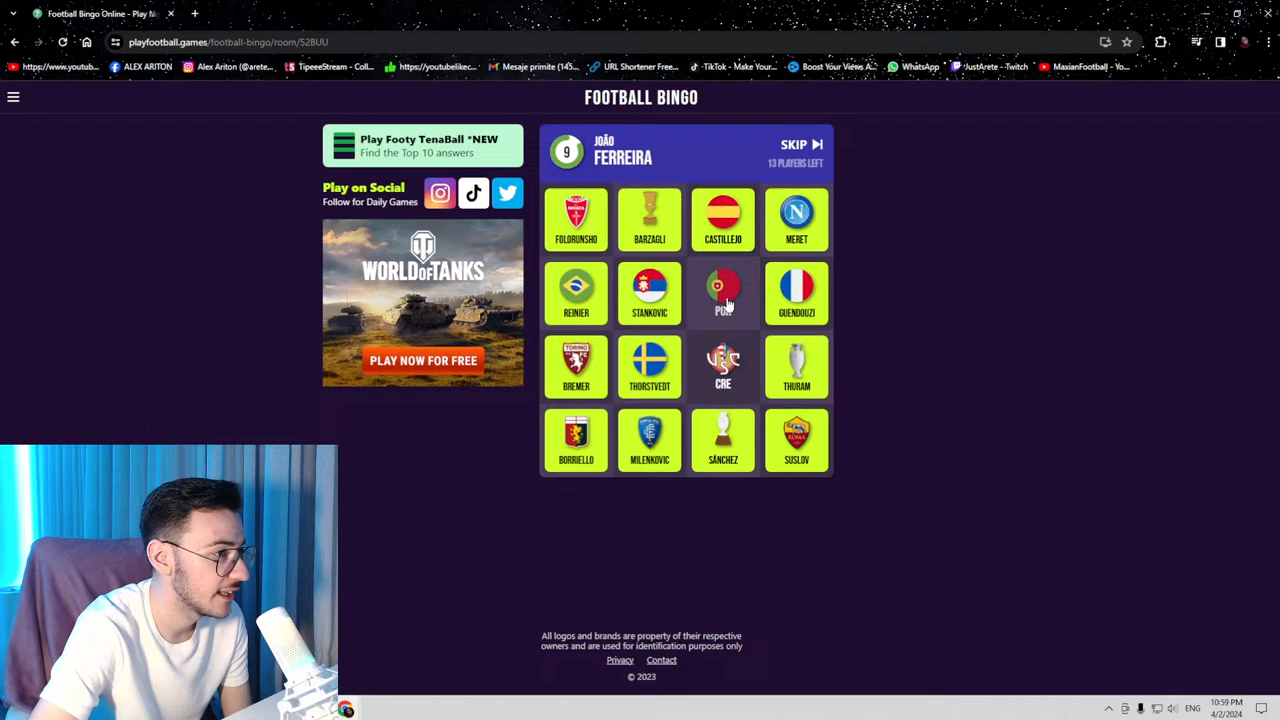 Football Bingo Online - Play No
playfootball.games/football-bingo/room/52BUU
https://www.youtub...
ALEX ARITON
Alex Ariton (@arete...
TipeeeStream - Coll...
https://youtubelikec...
Mesaje primite (145...
URL Shortener Free...
TikTok - Make Your...
Boost Your Views A...
WhatsApp
JustArete - Twitch
MaxianFootball - Yo...
FOOTBALL BINGO
Play Footy TenaBall *NEW
Find the Top 10 answers
Play on Social
Follow for Daily Games
WORLD OF TANKS
PLAY NOW FOR FREE
9
JOÃO
FERREIRA
SKIP
13 PLAYERS LEFT
FOLORUNSHO
BARZAGLI
CASTILLEJO
MERET
REINIER
STANKOVIC
GUENDOUZI
BREMER
THORSTVEDT
CRE
THURAM
BORRIELLO
MILENKOVIC
SÁNCHEZ
SUSLOV
All logos and brands are property of their respective
owners and are used for identification purposes only
Privacy
Contact
© 2023
ENG
10:59 PM
4/2/2024